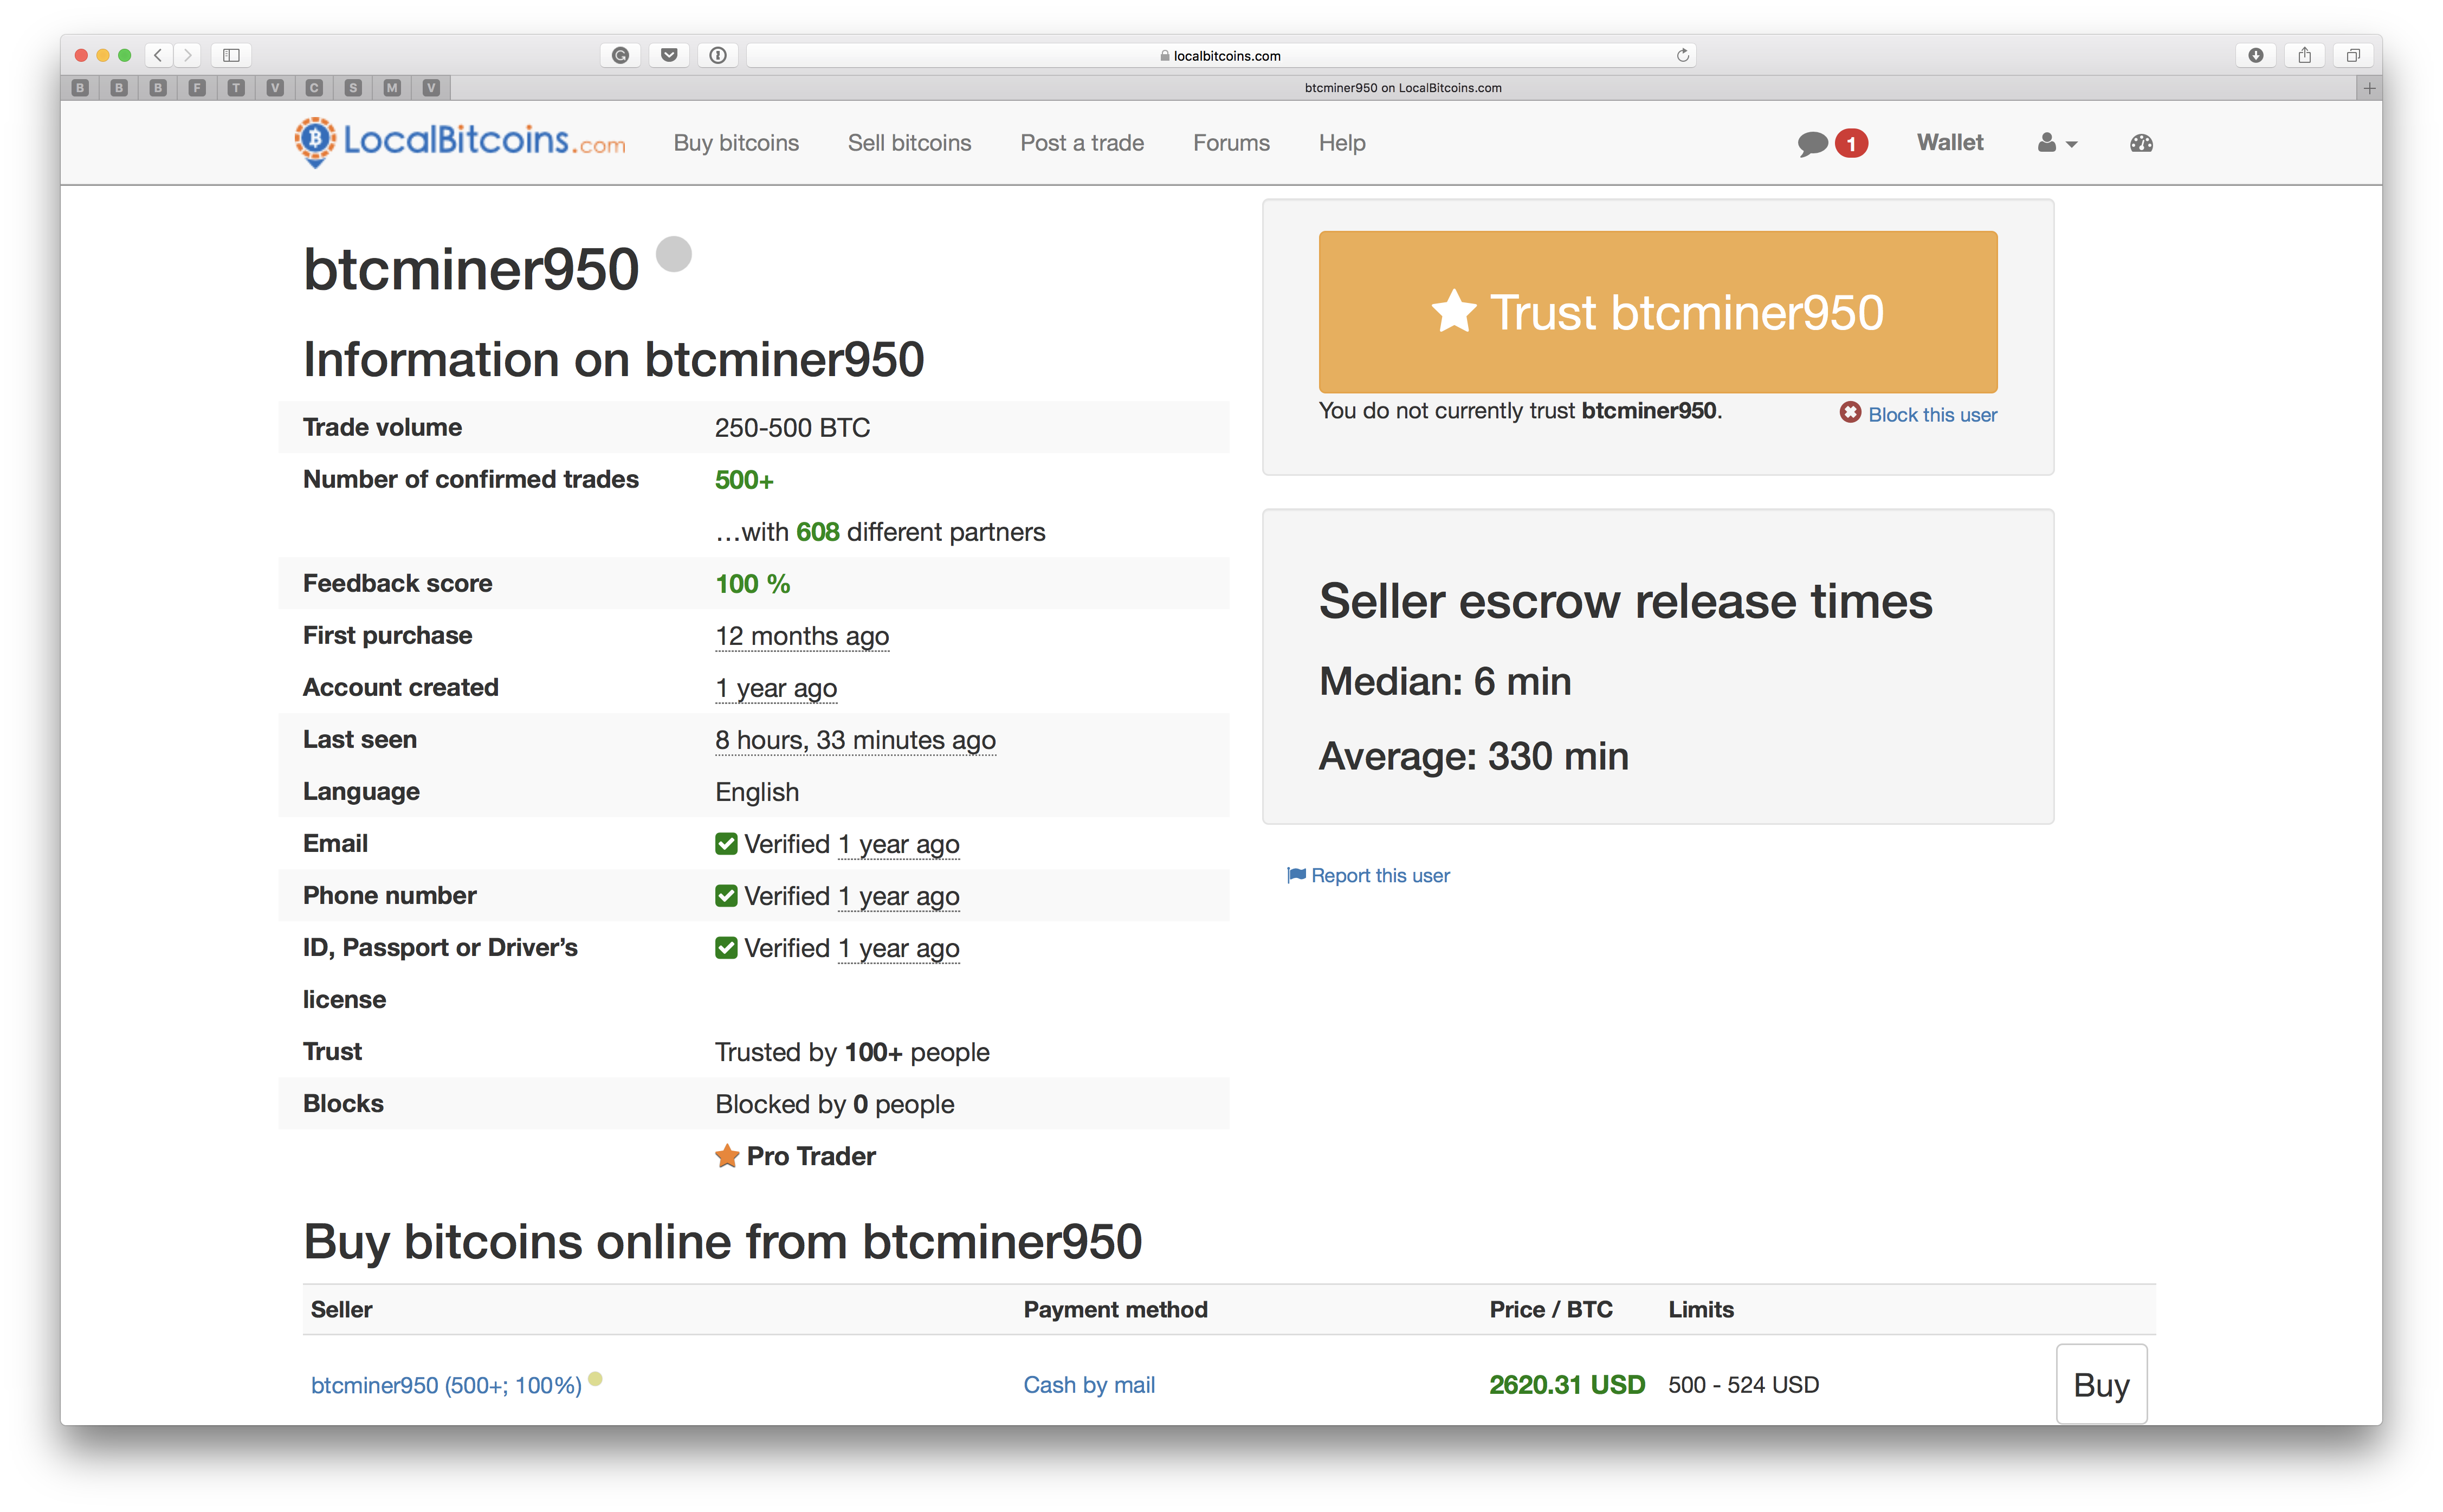 localbitcoins.com
B B B F T V C S M V btcminer950 on LocalBitcoins.com
LocalBitcoins.com Buy bitcoins Sell bitcoins Post a trade Forums Help 1 Wallet
btcminer950
Information on btcminer950
Trade volume 250-500 BTC
Number of confirmed trades 500+
...with 608 different partners
Feedback score 100 %
First purchase 12 months ago
Account created 1 year ago
Last seen 8 hours, 33 minutes ago
Language English
Email Verified 1 year ago
Phone number Verified 1 year ago
ID, Passport or Driver's Verified 1 year ago
license
Trust Trusted by 100+ people
Blocks Blocked by 0 people
Pro Trader
Trust btcminer950
You do not currently trust btcminer950. Block this user
Seller escrow release times
Median: 6 min
Average: 330 min
Report this user
Buy bitcoins online from btcminer950
Seller Payment method Price / BTC Limits
btcminer950 (500+; 100%) Cash by mail 2620.31 USD 500 - 524 USD Buy